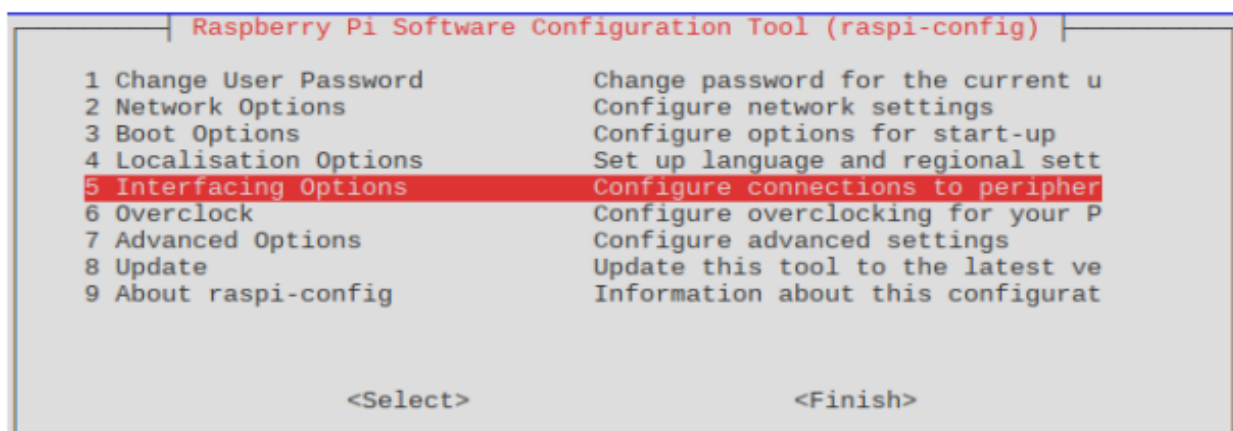 Raspberry Pi Software Configuration Tool (raspi-config)
1 Change User Password Change password for the current u
2 Network Options Configure network settings
3 Boot Options Configure options for start-up
4 Localisation Options Set up language and regional sett
5 Interfacing Options Configure connections to peripher
6 Overclock Configure overclocking for your P
7 Advanced Options Configure advanced settings
8 Update Update this tool to the latest ve
9 About raspi-config Information about this configurat
<Select> <Finish>